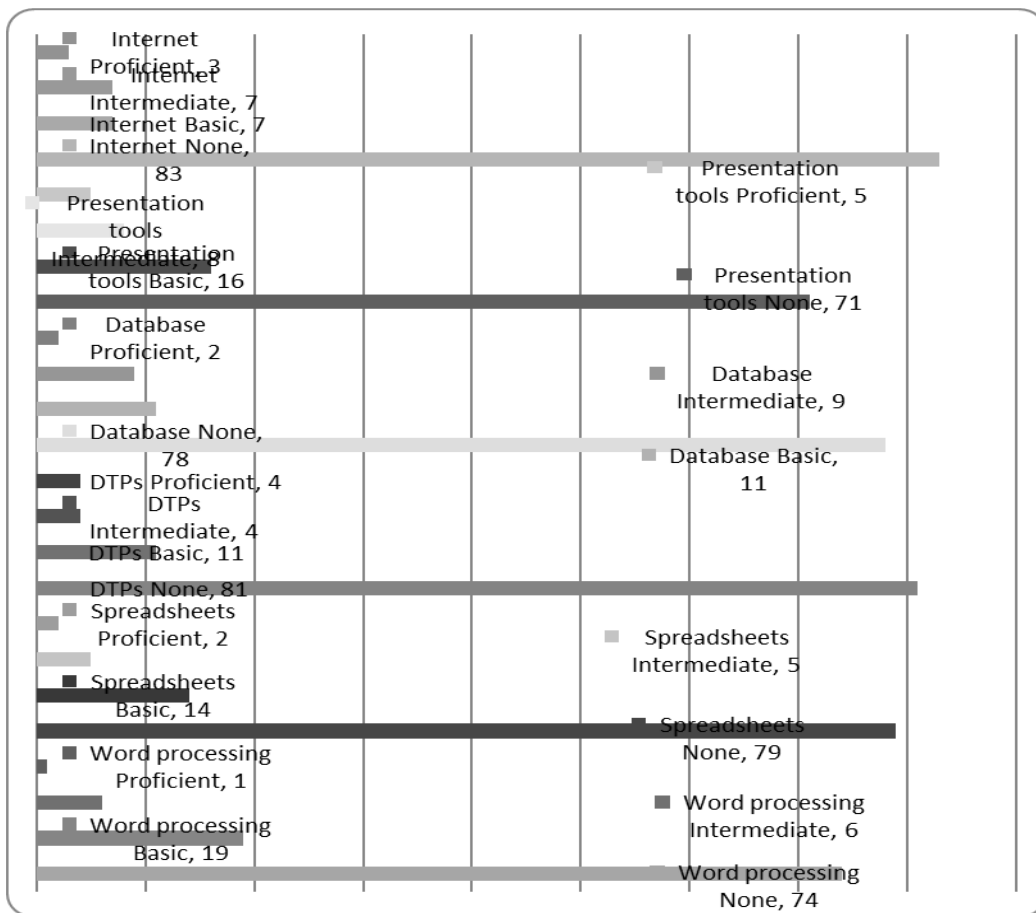 Internet
Proficient, 3
Internet
Intermediate, 7
Internet Basic, 7
Internet None,
83
Presentation
tools Proficient, 5
Presentation
tools
Intermediate, 8
Presentation
tools Basic, 16
Presentation
tools None, 71
Database
Proficient, 2
Database
Intermediate, 9
Database None,
78
Database Basic,
11
DTPs Proficient, 4
DTPs
Intermediate, 4
DTPs Basic, 11
DTPs None, 81
Spreadsheets
Proficient, 2
Spreadsheets
Intermediate, 5
Spreadsheets
Basic, 14
Spreadsheets
None, 79
Word processing
Proficient, 1
Word processing
Intermediate, 6
Word processing
Basic, 19
Word processing
None, 74